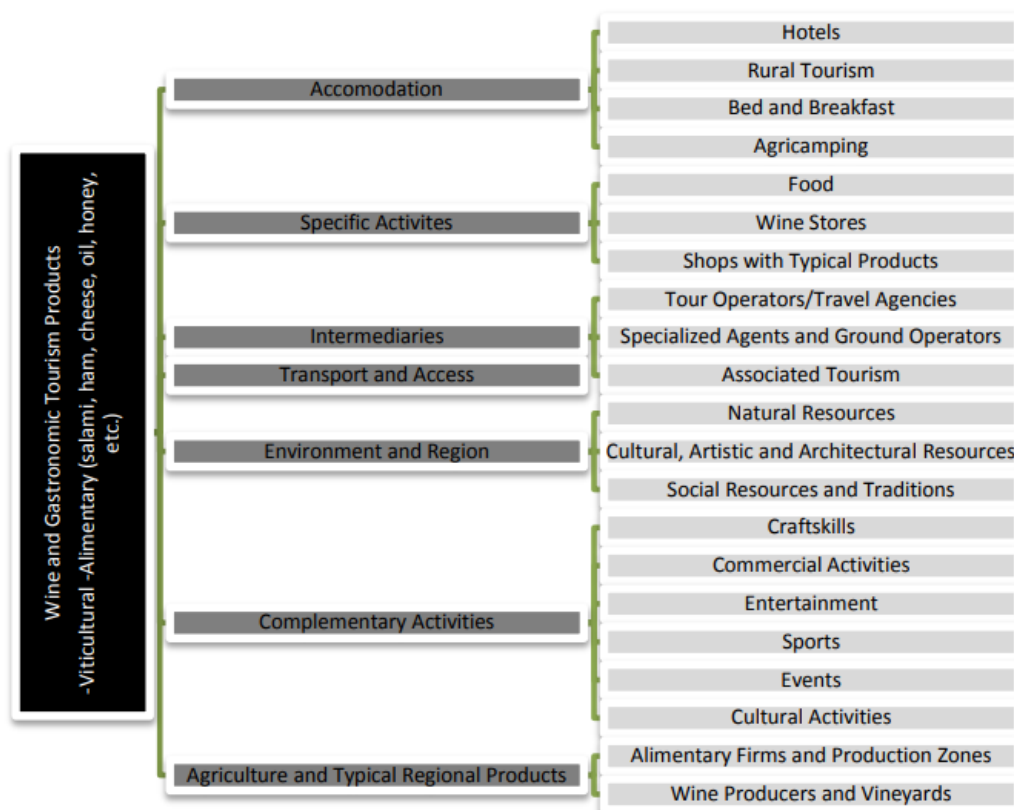 Wine and Gastronomic Tourism Products
-Viticultural -Alimentary (salami, ham, cheese, oil, honey,
etc.)
Accomodation
Hotels
Rural Tourism
Bed and Breakfast
Agricamping
Specific Activites
Food
Wine Stores
Shops with Typical Products
Intermediaries
Tour Operators/Travel Agencies
Specialized Agents and Ground Operators
Associated Tourism
Transport and Access
Environment and Region
Natural Resources
Cultural, Artistic and Architectural Resources
Social Resources and Traditions
Complementary Activities
Craftskills
Commercial Activities
Entertainment
Sports
Events
Cultural Activities
Agriculture and Typical Regional Products
Alimentary Firms and Production Zones
Wine Producers and Vineyards